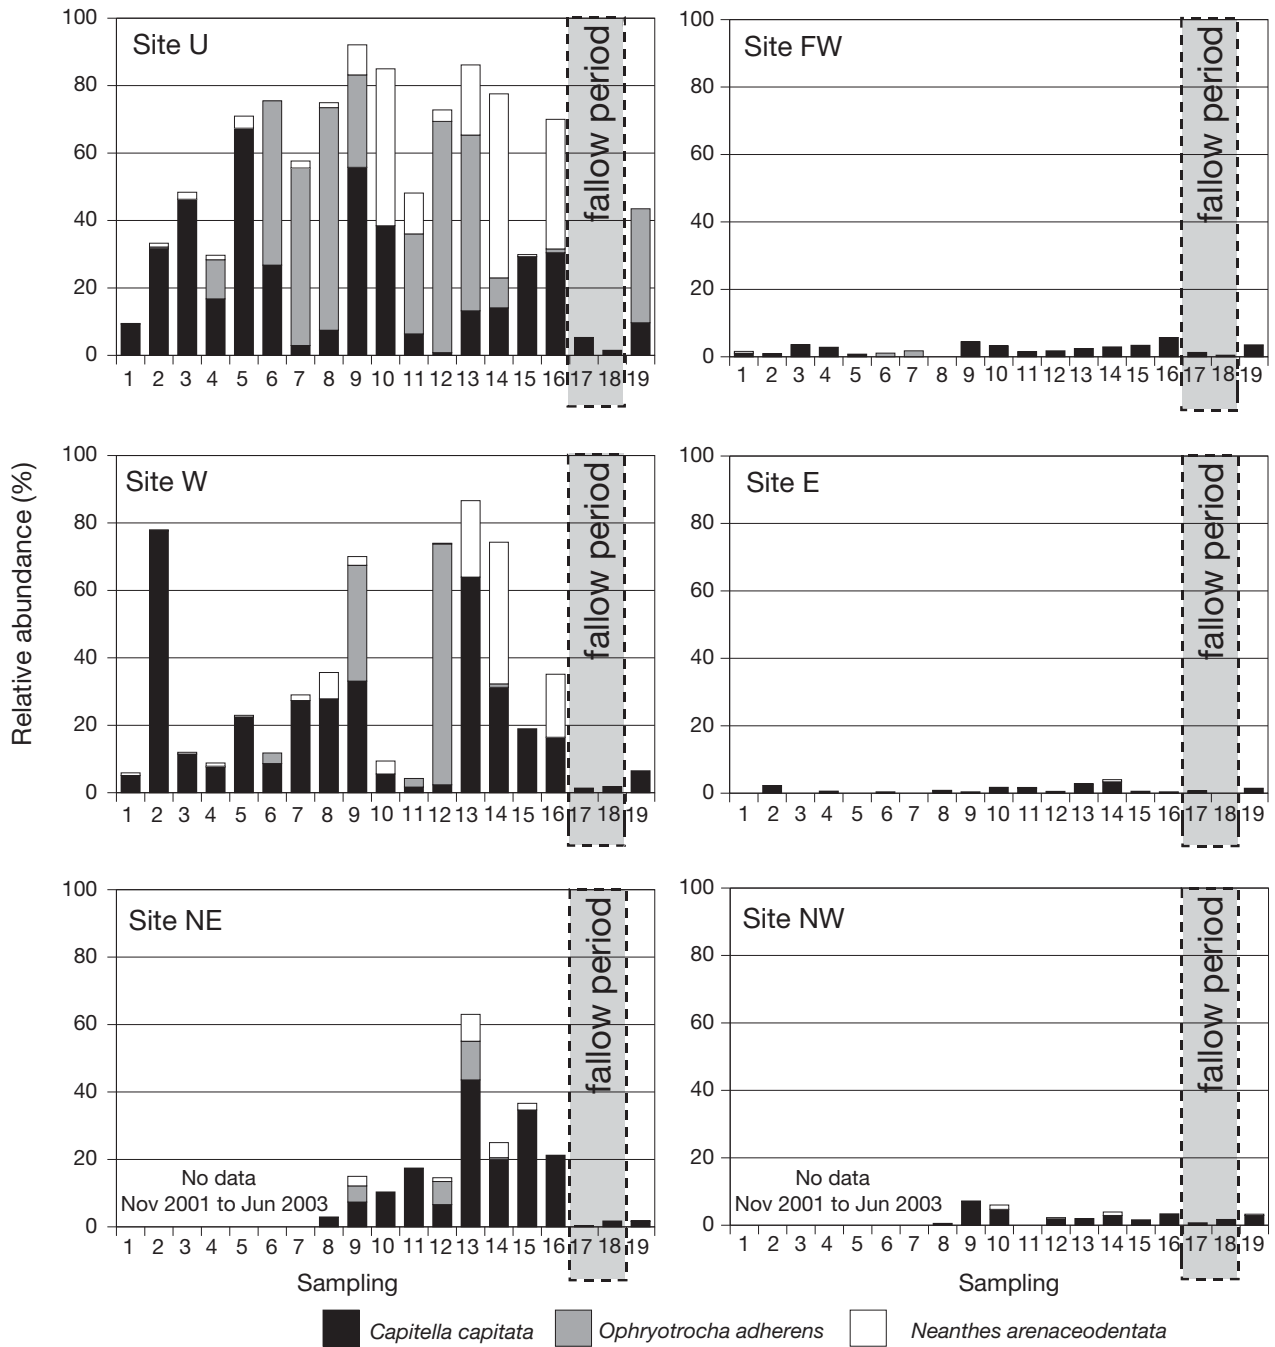 100
80
60
40
20
0
Site U
fallow period
1 2 3 4 5 6 7 8 9 10 11 12 13 14 15 16 17 18 19
100
80
60
40
20
0
Site FW
fallow period
1 2 3 4 5 6 7 8 9 10 11 12 13 14 15 16 17 18 19
Relative abundance (%)
100
80
60
40
20
0
Site W
fallow period
1 2 3 4 5 6 7 8 9 10 11 12 13 14 15 16 17 18 19
100
80
60
40
20
0
Site E
fallow period
1 2 3 4 5 6 7 8 9 10 11 12 13 14 15 16 17 18 19
100
80
60
40
20
0
Site NE
fallow period
No data
Nov 2001 to Jun 2003
1 2 3 4 5 6 7 8 9 10 11 12 13 14 15 16 17 18 19
Sampling
100
80
60
40
20
0
Site NW
fallow period
No data
Nov 2001 to Jun 2003
1 2 3 4 5 6 7 8 9 10 11 12 13 14 15 16 17 18 19
Sampling
Capitella capitata Ophryotrocha adherens Neanthes arenaceodentata